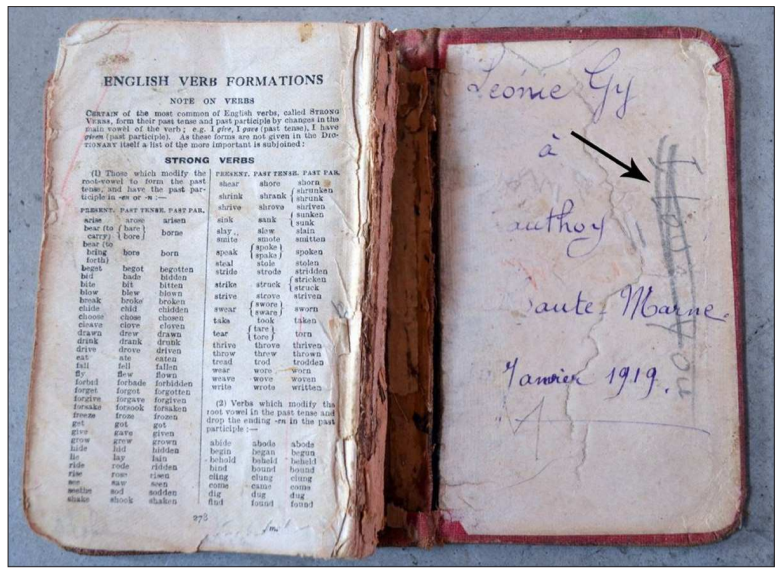 ENGLISH VERB FORMATIONS
NOTE ON VERBS
CERTAIN of the most common of English verbs, called STRONG
VERBS, form their past tense and past participle by changes in the
main vowel of the verb; e.g. I give, I gave (past tense), I have
given (past participle). As these forms are not given in the DIC-
TIONARY itself a list of the more important is subjoined:
STRONG VERBS
(1) Those which modify the
root-vowel to form the past
tense, and have the past par-
ticiple in -en or -n :—
PRESENT. PAST TENSE. PAST PAR.
arise arose arisen
bear (to carry) { bare bore } borne
bear (to
bring bore born
forth)
beget begot begotten
bid bade bidden
bite bit bitten
blow blew blown
break broke broken
chide chid chidden
choose chose chosen
cleave clove cloven
drawn drew drawn
drink drank drunk
drive drove driven
eat ate eaten
fall fell fallen
fly flew flown
forbid forbade forbidden
forget forgot forgotten
forgive forgave forgiven
forsake forsook forsaken
freeze froze frozen
get got got
give gave given
grow grew grown
hide hid hidden
lie lay lain
ride rode ridden
rise rose risen
see saw seen
seethe sod sodden
shake shook shaken
PRESENT. PAST TENSE. PAST PAR.
shear shore shorn
shrink shrank { shrunken shrunk
shrive shrove shriven
sink sank { sunken sunk
slay slew slain
smite smote smitten
speak { spoke spake } spoken
steal stole stolen
stride strode stridden
strike struck { stricken struck
strive strove striven
swear { swore sware } sworn
take took taken
tear { tare tore } torn
thrive throve thriven
throw threw thrown
tread trod trodden
wear wore worn
weave wove woven
write wrote written
(2) Verbs which modify the
root vowel in the past tense and
drop the ending -en in the past
participle :—
abide abode abode
begin began begun
behold beheld beheld
bind bound bound
cling clung clung
come came come
dig dug dug
find found found
278
Léonie Gy
à
authoy
aute-Marne.
Janvier 1919.
you